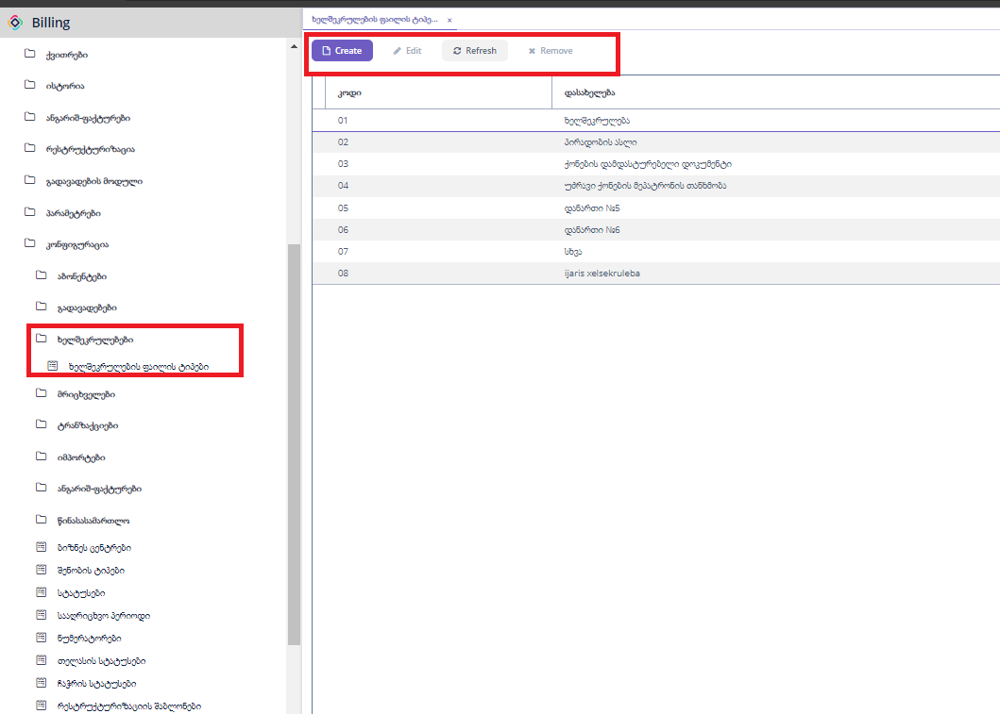 Billing
ქვითრები
ისტორია
ანგარიშ-ფაქტურები
რესტრუქტურიზაცია
გადავადების მოდული
პარამეტრები
კონფიგურაცია
აბონენტები
გადავადებები
ხელშეკრულებები
ხელშეკრულების ფაილის ტიპები
მრიცხველები
ტრანზაქციები
იმპორტები
ანგარიშ-ფაქტურები
წინასასამართლო
ბიზნეს ცენტრები
შენობის ტიპები
სტატუსები
სააღრიცხვო პერიოდი
ნუმერატორები
თელასის სტატუსები
ჩაჭრის სტატუსები
რესტრუქტურიზაციის შაბლონები
ხელშეკრულების ფაილის ტიპე... ×
Create Edit Refresh Remove
კოდი დასახელება
01 ხელშეკრულება
02 პირადობის ასლი
03 ქონების დამდასტურებელი დოკუმენტი
04 უძრავი ქონების მეპატრონის თანხმობა
05 დანართი №5
06 დანართი №6
07 სხვა
08 ijaris xelsekruleba